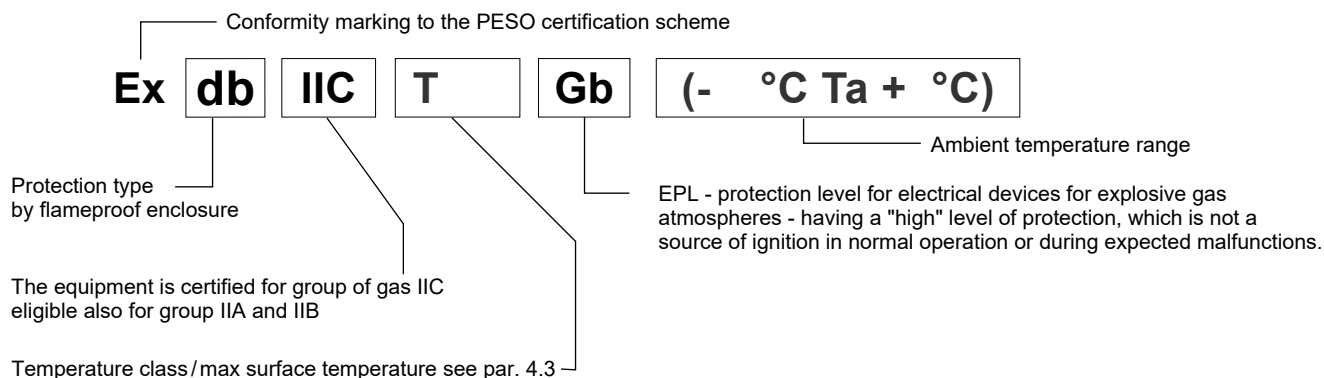 Conformity marking to the PESO certification scheme
Ex db IIC T Gb (- °C Ta + °C)
Ambient temperature range
Protection type
by flameproof enclosure
EPL - protection level for electrical devices for explosive gas
atmospheres - having a "high" level of protection, which is not a
source of ignition in normal operation or during expected malfunctions.
The equipment is certified for group of gas IIC
eligible also for group IIA and IIB
Temperature class/max surface temperature see par. 4.3